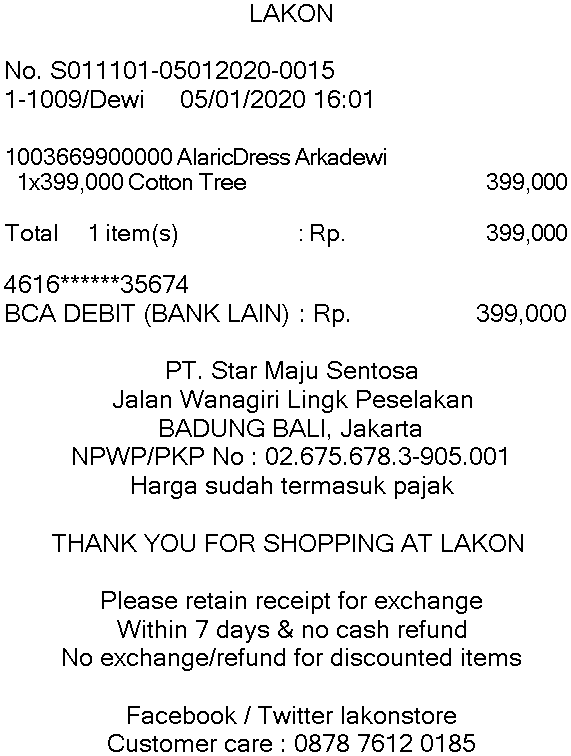 LAKON
No. S011101-05012020-0015
1-1009/Dewi 05/01/2020 16:01
1003669900000 AlaricDress Arkadewi
1x399,000 Cotton Tree 399,000
Total 1 item(s) : Rp. 399,000
4616******35674
BCA DEBIT (BANK LAIN) : Rp. 399,000
PT. Star Maju Sentosa
Jalan Wanagiri Lingk Peselakan
BADUNG BALI, Jakarta
NPWP/PKP No : 02.675.678.3-905.001
Harga sudah termasuk pajak
THANK YOU FOR SHOPPING AT LAKON
Please retain receipt for exchange
Within 7 days & no cash refund
No exchange/refund for discounted items
Facebook / Twitter lakonstore
Customer care : 0878 7612 0185